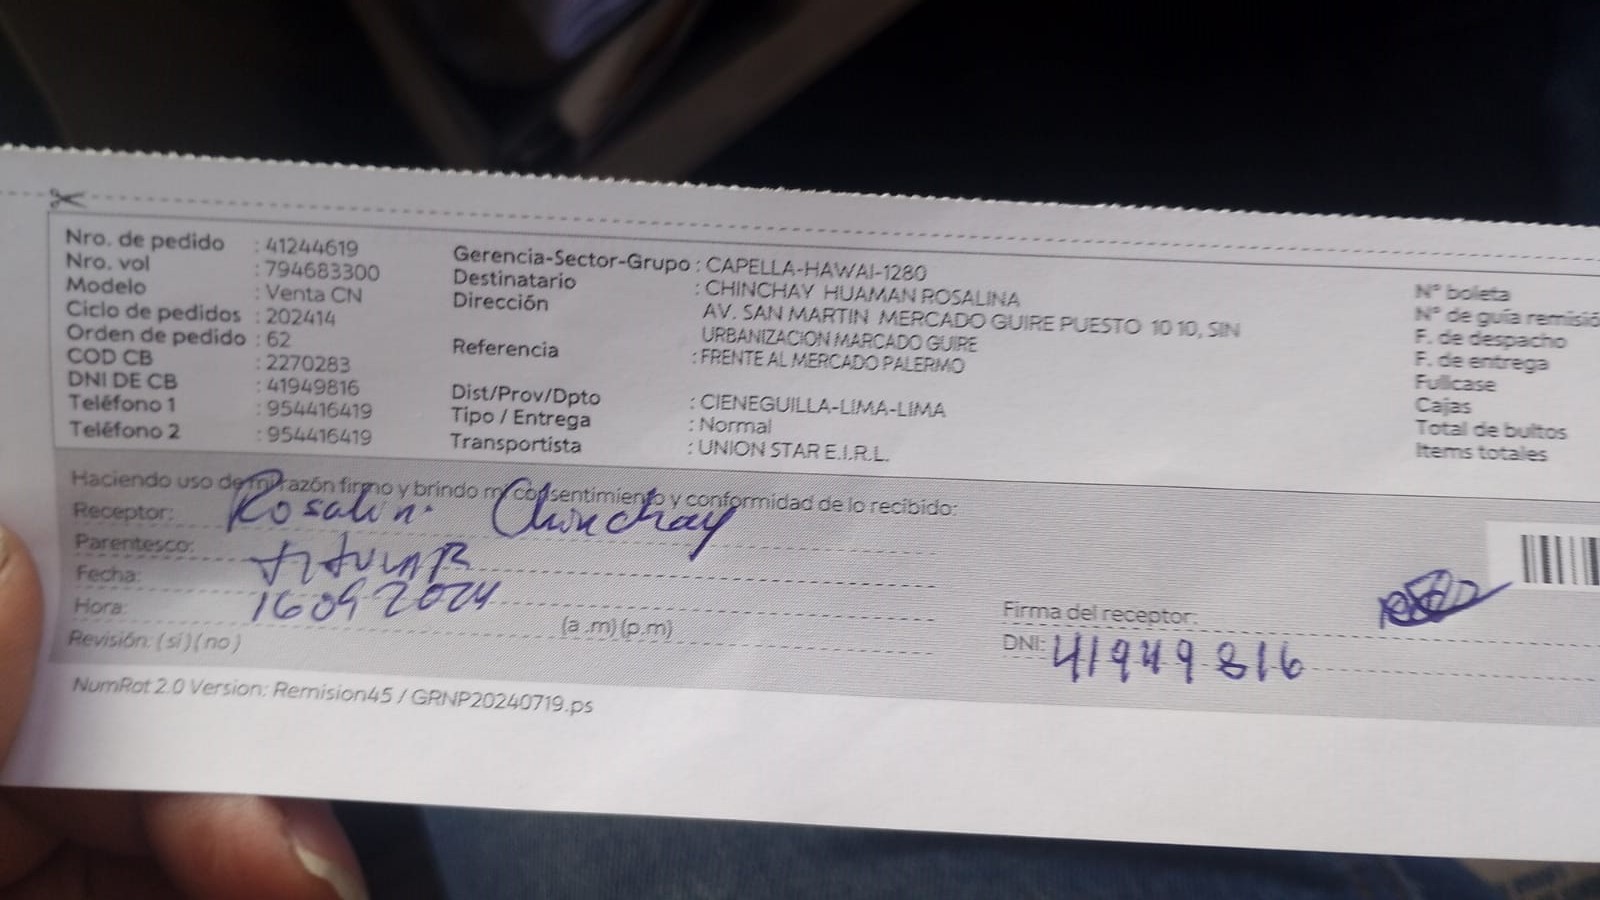 Nro. de pedido : 41244619
Nro. vol : 794683300
Modelo : Venta CN
Ciclo de pedidos : 202414
Orden de pedido : 62
COD CB : 2270283
DNI DE CB : 41949816
Teléfono 1 : 954416419
Teléfono 2 : 954416419
Gerencia-Sector-Grupo : CAPELLA-HAWAI-1280
Destinatario : CHINCHAY HUAMAN ROSALINA
Dirección AV. SAN MARTIN MERCADO GUIRE PUESTO 10 10, SIN
URBANIZACION MARCADO GUIRE
Referencia : FRENTE AL MERCADO PALERMO
Dist/Prov/Dpto : CIENEGUILLA-LIMA-LIMA
Tipo / Entrega : Normal
Transportista : UNION STAR E.I.R.L.
N° boleta
N° de guía remisió
F. de despacho
F. de entrega
Fullcase
Cajas
Total de bultos
Items totales
Haciendo uso de mi razón firmo y brindo mi consentimiento y conformidad de lo recibido:
Receptor: Rosalin. Chinchay
Parentesco: TITULAR
Fecha: 16 09 2024
Hora: (a .m) (p.m)
Revisión: ( sí ) ( no )
Firma del receptor:
DNI: 41949816
NumRot 2.0 Version: Remision45 / GRNP20240719.ps